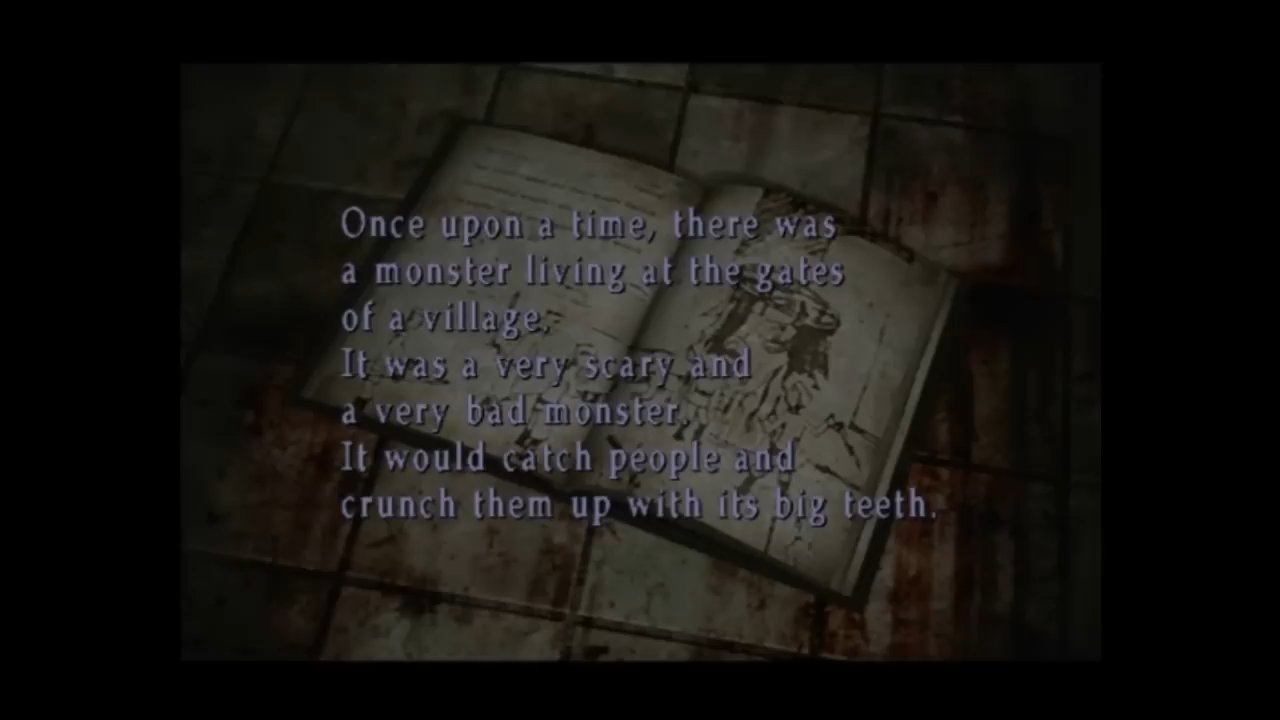 Once upon a time, there was
a monster living at the gates
of a village.
It was a very scary and
a very bad monster.
It would catch people and
crunch them up with its big teeth.